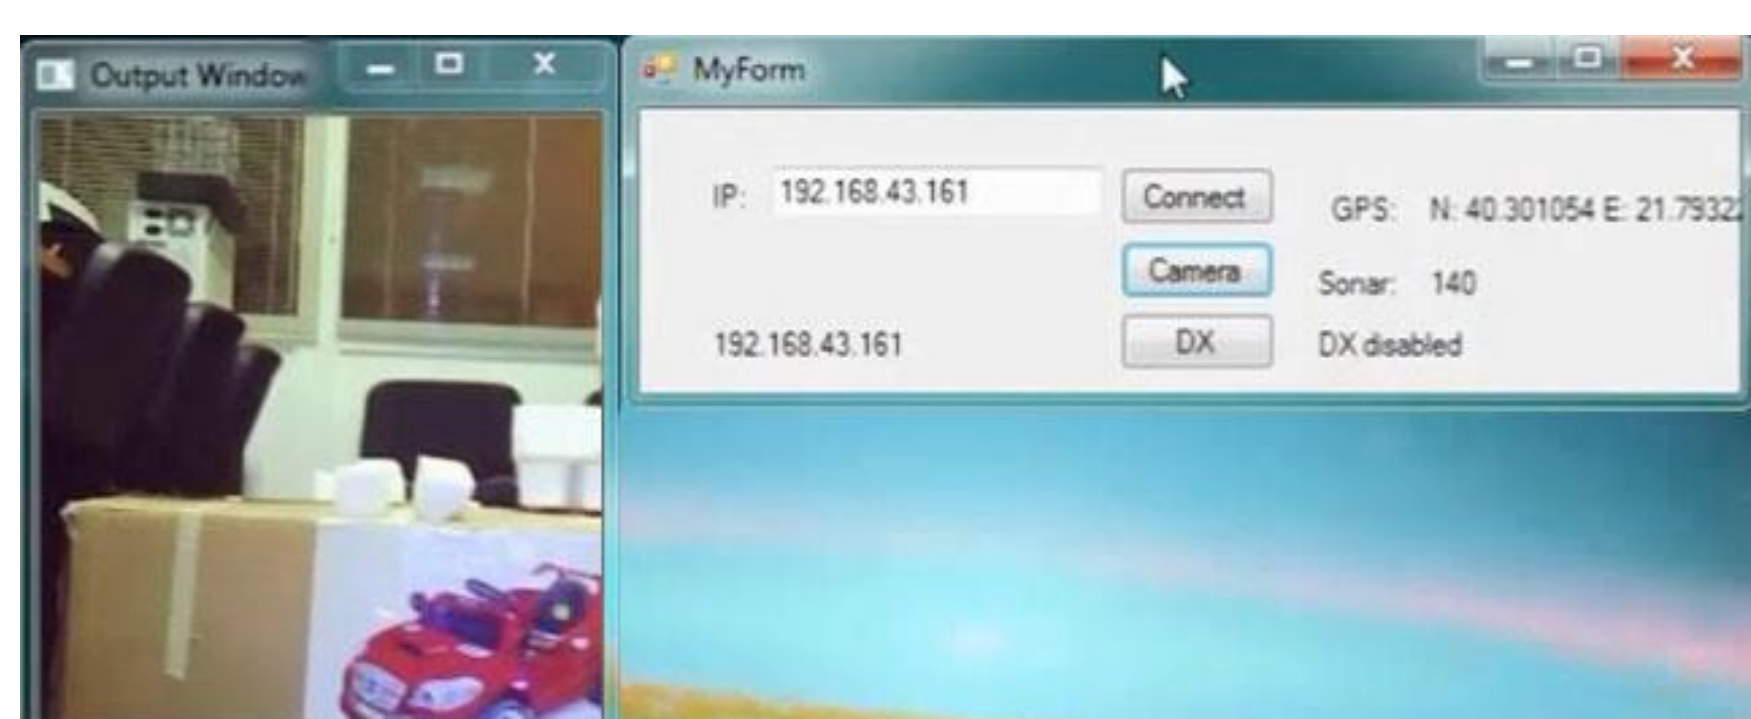 Output Window
MyForm
IP: 192.168.43.161
Connect
GPS: N: 40.301054 E: 21.79322
Camera
Sonar: 140
192.168.43.161
DX
DX disabled